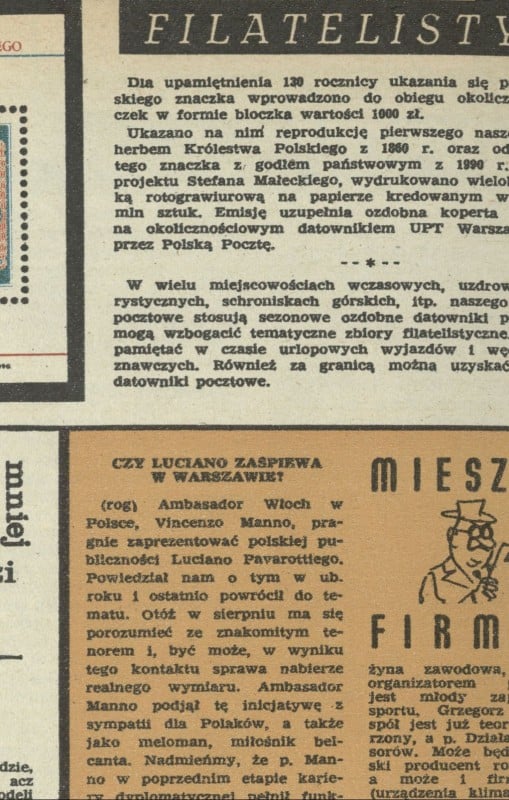 EGO
FILATELISTY
Dla upamiętnienia 130 rocznicy ukazania się p
skiego znaczka wprowadzono do obiegu okolicz
czek w formie bloczka wartości 1000 zł.
Ukazano na nim reprodukcję pierwszego nasz
herbem Królestwa Polskiego z 1860 r. oraz od
tego znaczka z godłem państwowym z 1990 r.
projektu Stefana Małeckiego, wydrukowano wielo
ką rotograwiurową na papierze kredowanym w
mln sztuk. Emisję uzupełnia ozdobna koperta
na okolicznościowym datownikiem UPT Warsza
przez Polską Pocztę.
--*--
W wielu miejscowościach wczasowych, uzdrow
rystycznych, schroniskach górskich, itp. naszego
pocztowe stosują sezonowe ozdobne datowniki p
mogą wzbogacić tematyczne zbiory filatelistyczne
pamiętać w czasie urlopowych wyjazdów i wę
znawczych. Również za granicą można uzyskać
datowniki pocztowe.
mniej
zi
dzie,
acz
odeli
CZY LUCIANO ZAŚPIEWA
W WARSZAWIE?
(rog) Ambasador Włoch w
Polsce, Vincenzo Manno, pra-
gnie zaprezentować polskiej pu-
bliczności Luciano Pavarottiego.
Powiedział nam o tym w ub.
roku i ostatnio powrócił do te-
matu. Otóż w sierpniu ma się
porozumieć ze znakomitym te-
norem i, być może, w wyniku
tego kontaktu sprawa nabierze
realnego wymiaru. Ambasador
Manno podjął tę inicjatywę z
sympatii dla Polaków, a także
jako meloman, miłośnik bel-
canta. Nadmieńmy, że p. Man-
no w poprzednim etapie karie-
ry dyplomatycznej pełnił funk-
MIESZ
FIRM
żyna zawodowa,
organizatorem
jest młody za
sportu, Grzegorz
spół jest już teor
rzony, a p. Działa
sorów. Może będ
ski producent ro
a może i fir
(urządzenia klima